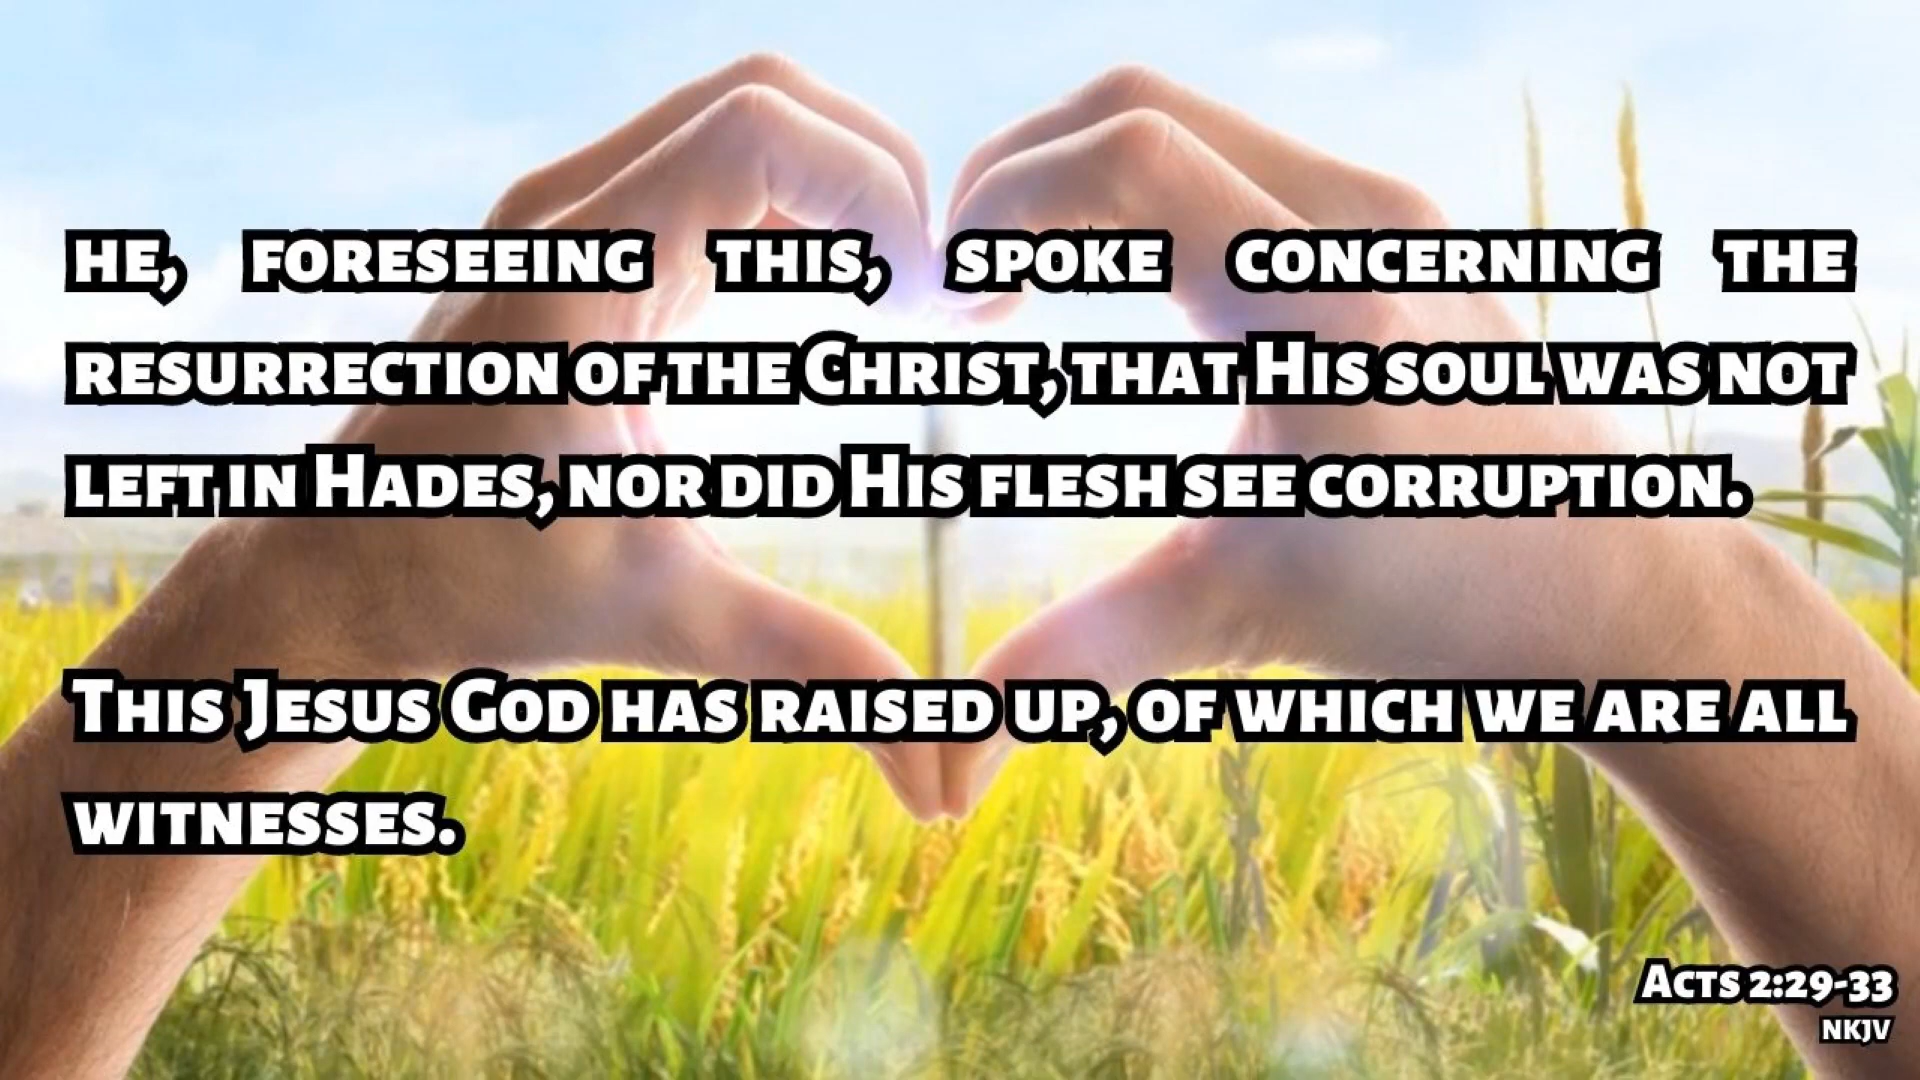 he, foreseeing this, spoke concerning the
resurrection of the Christ, that His soul was not
left in Hades, nor did His flesh see corruption.
This Jesus God has raised up, of which we are all
witnesses.
Acts 2:29-33
NKJV